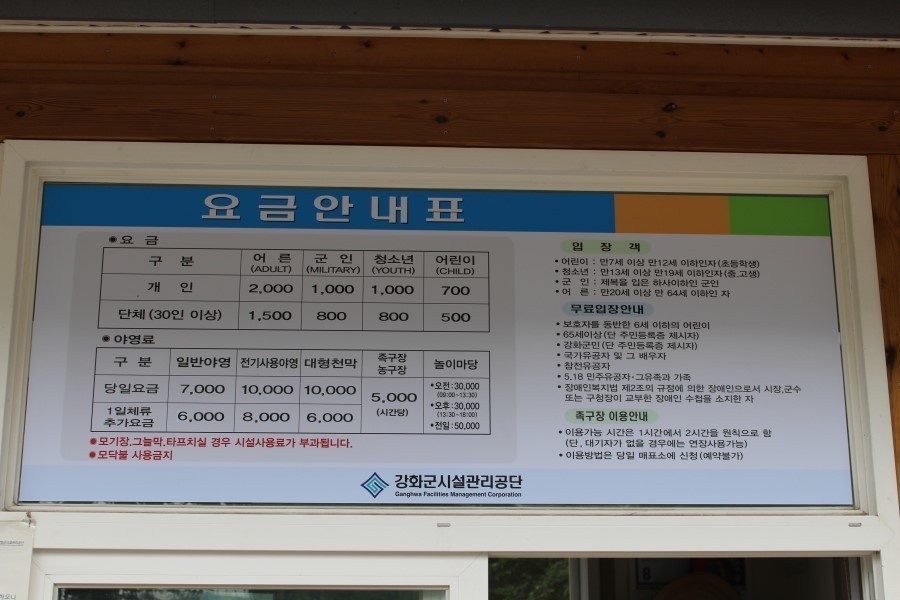 요금안내표
◉요 금
구 분 어 른 (ADULT) 군 인 (MILITARY) 청소년 (YOUTH) 어린이 (CHILD)
개 인 2,000 1,000 1,000 700
단체 (30인 이상) 1,500 800 800 500
◉야영료
구 분 일반야영 전기사용야영 대형천막 족구장 농구장 놀이마당
당일요금 7,000 10,000 10,000 5,000 (시간당)
1일체류 추가요금 6,000 8,000 6,000
•오전:30,000
(09:00~13:30)
•오후:30,000
(13:30~18:00)
•전일:50,000
◉모기장,그늘막,타프치실 경우 시설사용료가 부과됩니다.
◉모닥불 사용금지
입 장 객
• 어린이 : 만7세 이상 만12세 이하인자 (초등학생)
• 청소년 : 만13세 이상 만19세 이하인자 (중,고생)
• 군 인 : 제복을 입은 하사이하인 군인
• 어 른 : 만20세 이상 만 64세 이하인 자
무료입장안내
• 보호자를 동반한 6세 이하의 어린이
• 65세이상 (단 주민등록증 제시자)
• 강화군민 (단 주민등록증 제시자)
• 국가유공자 및 그 배우자
• 참전유공자
• 5.18 민주유공자·그유족과 가족
• 장애인복지법 제2조의 규정에 의한 장애인으로서 시장,군수
또는 구청장이 교부한 장애인 수첩을 소지한 자
족구장 이용안내
• 이용가능 시간은 1시간에서 2시간을 원칙으로 함
(단, 대기자가 없을 경우에는 연장사용가능)
• 이용방법은 당일 매표소에 신청 (예약불가)
강화군시설관리공단
Ganghwa Facilities Management Corporation
8